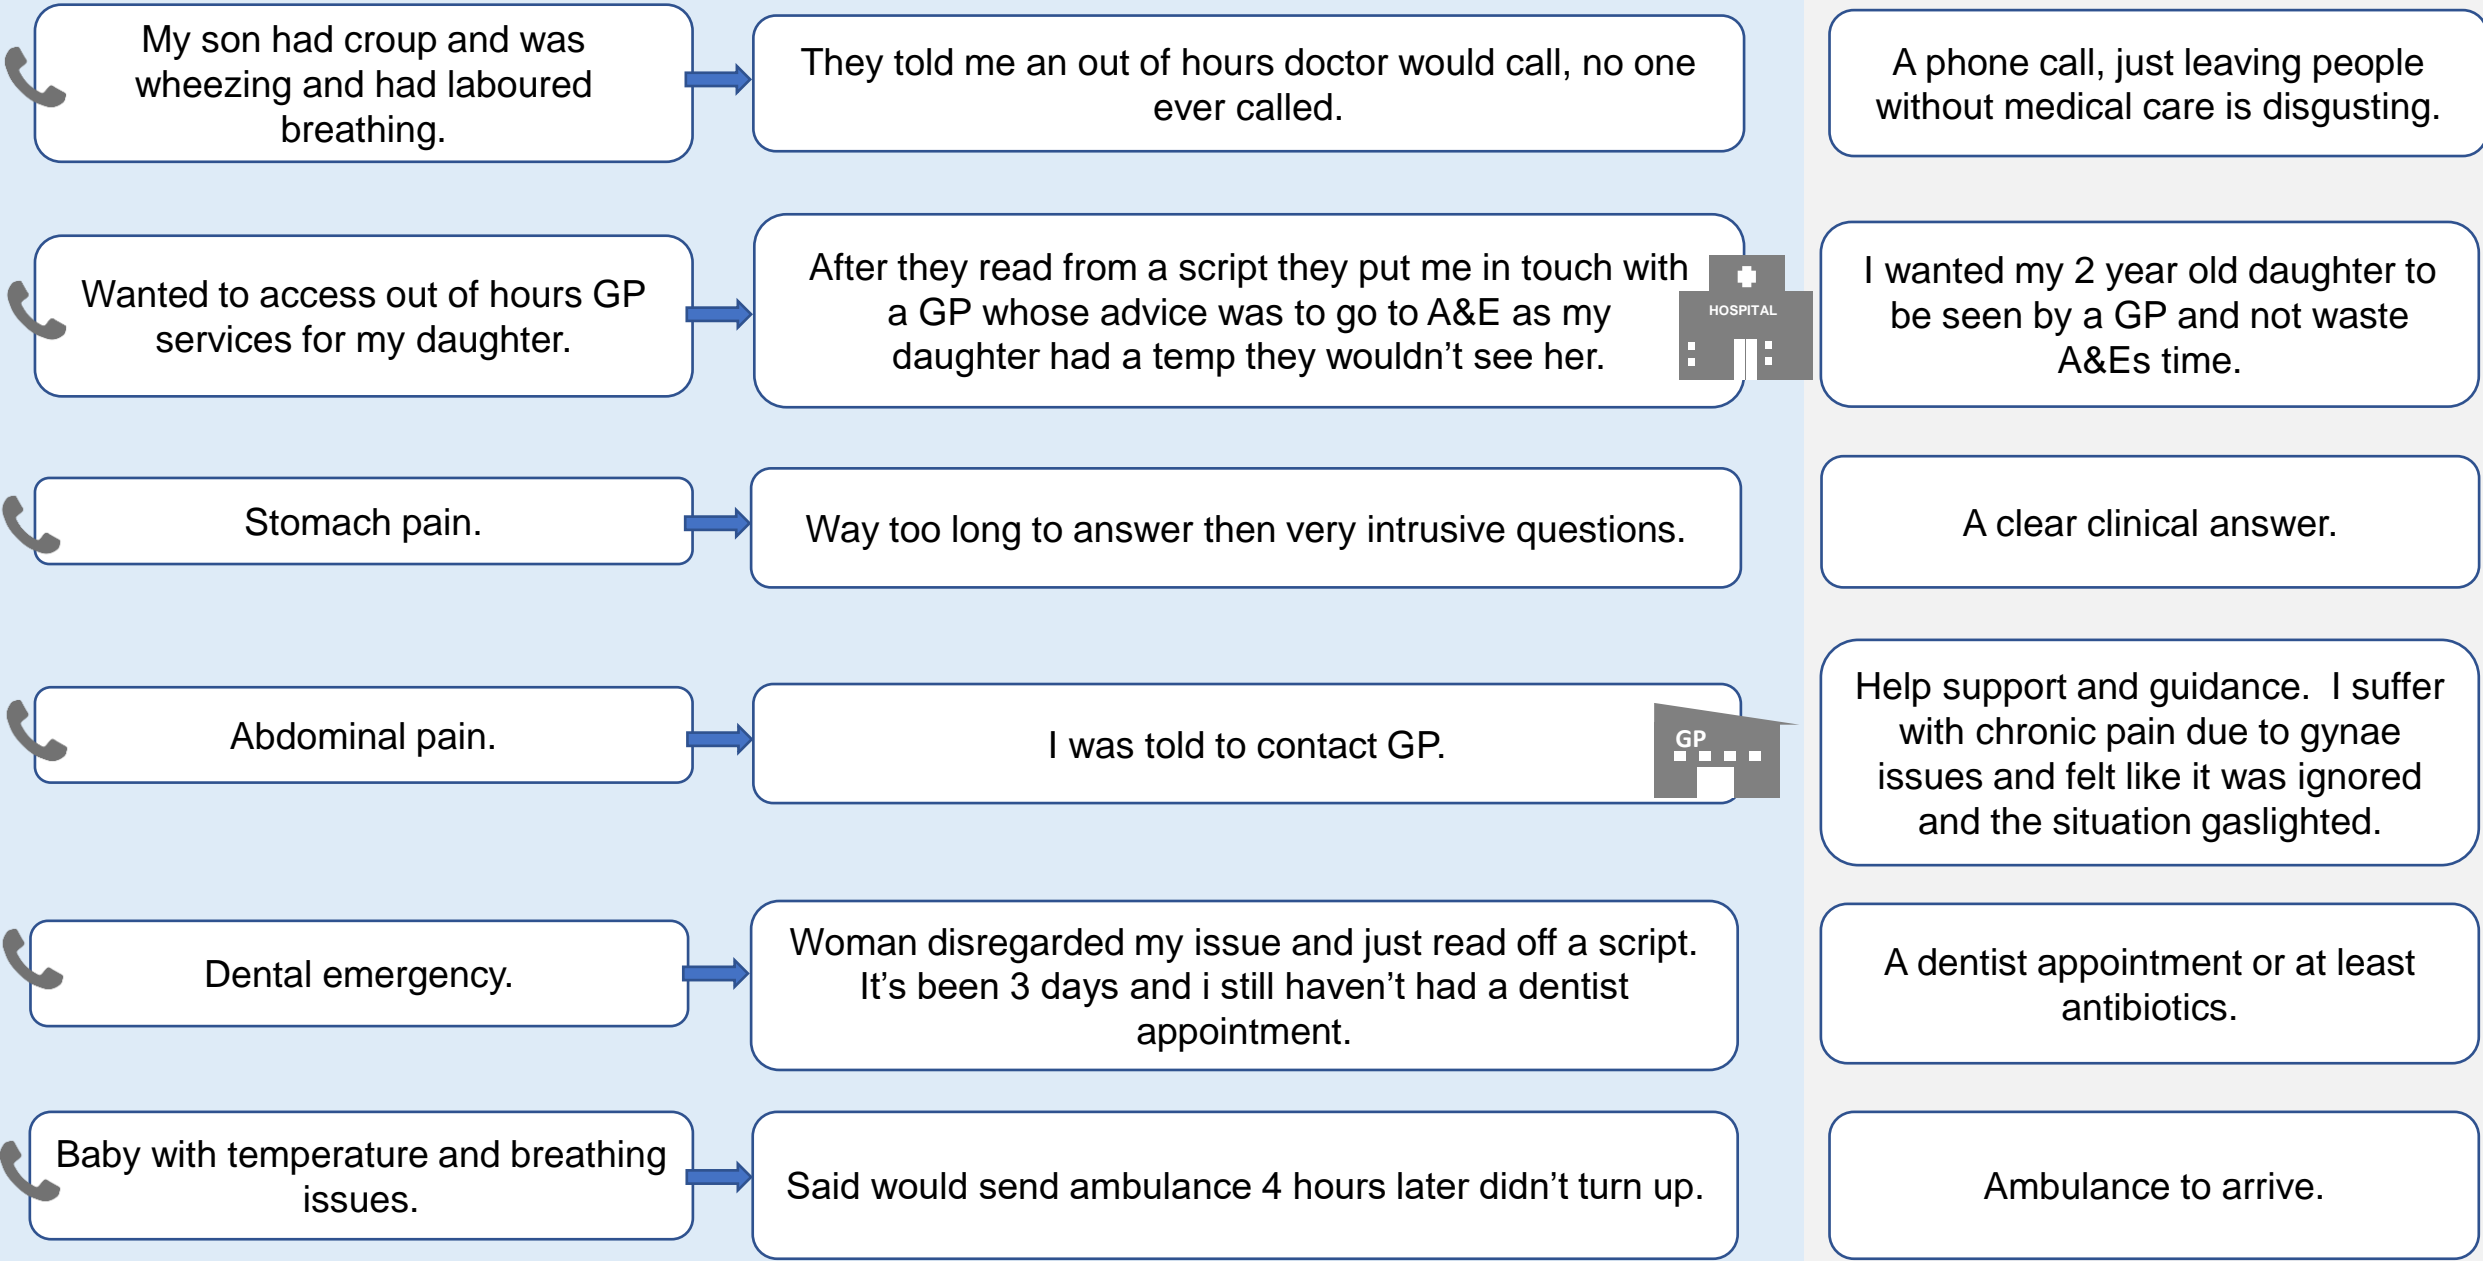 My son had croup and was
wheezing and had laboured
breathing.
They told me an out of hours doctor would call, no one
ever called.
A phone call, just leaving people
without medical care is disgusting.
Wanted to access out of hours GP
services for my daughter.
After they read from a script they put me in touch with
a GP whose advice was to go to A&E as my
daughter had a temp they wouldn’t see her.
HOSPITAL
I wanted my 2 year old daughter to
be seen by a GP and not waste
A&Es time.
Stomach pain.
Way too long to answer then very intrusive questions.
A clear clinical answer.
Abdominal pain.
I was told to contact GP.
GP
Help support and guidance.  I suffer
with chronic pain due to gynae
issues and felt like it was ignored
and the situation gaslighted.
Dental emergency.
Woman disregarded my issue and just read off a script.
It’s been 3 days and i still haven’t had a dentist
appointment.
A dentist appointment or at least
antibiotics.
Baby with temperature and breathing
issues.
Said would send ambulance 4 hours later didn’t turn up.
Ambulance to arrive.